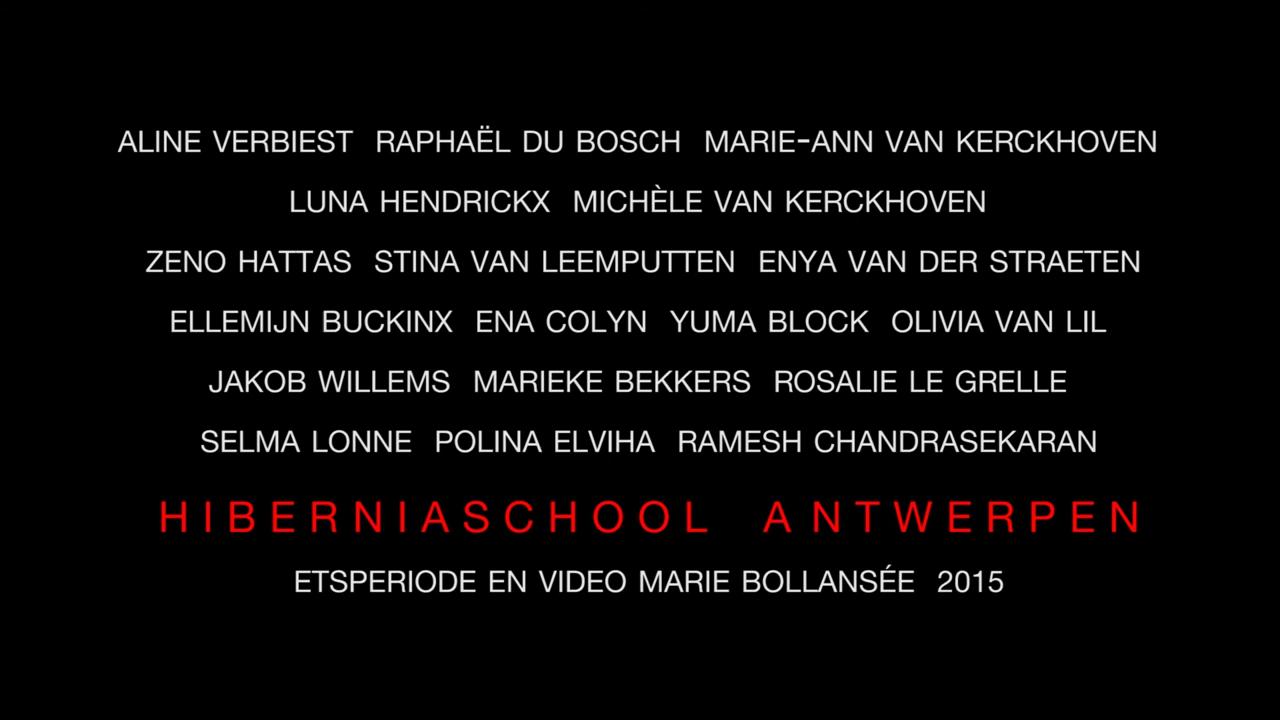 ALINE VERBIEST RAPHAËL DU BOSCH MARIE-ANN VAN KERCKHOVEN
LUNA HENDRICKX MICHÈLE VAN KERCKHOVEN
ZENO HATTAS STINA VAN LEEMPUTTEN ENYA VAN DER STRAETEN
ELLEMIJN BUCKINX ENA COLYN YUMA BLOCK OLIVIA VAN LIL
JAKOB WILLEMS MARIEKE BEKKERS ROSALIE LE GRELLE
SELMA LONNE POLINA ELVIHA RAMESH CHANDRASEKARAN
HIBERNIASCHOOL ANTWERPEN
ETSPERIODE EN VIDEO MARIE BOLLANSÉE 2015